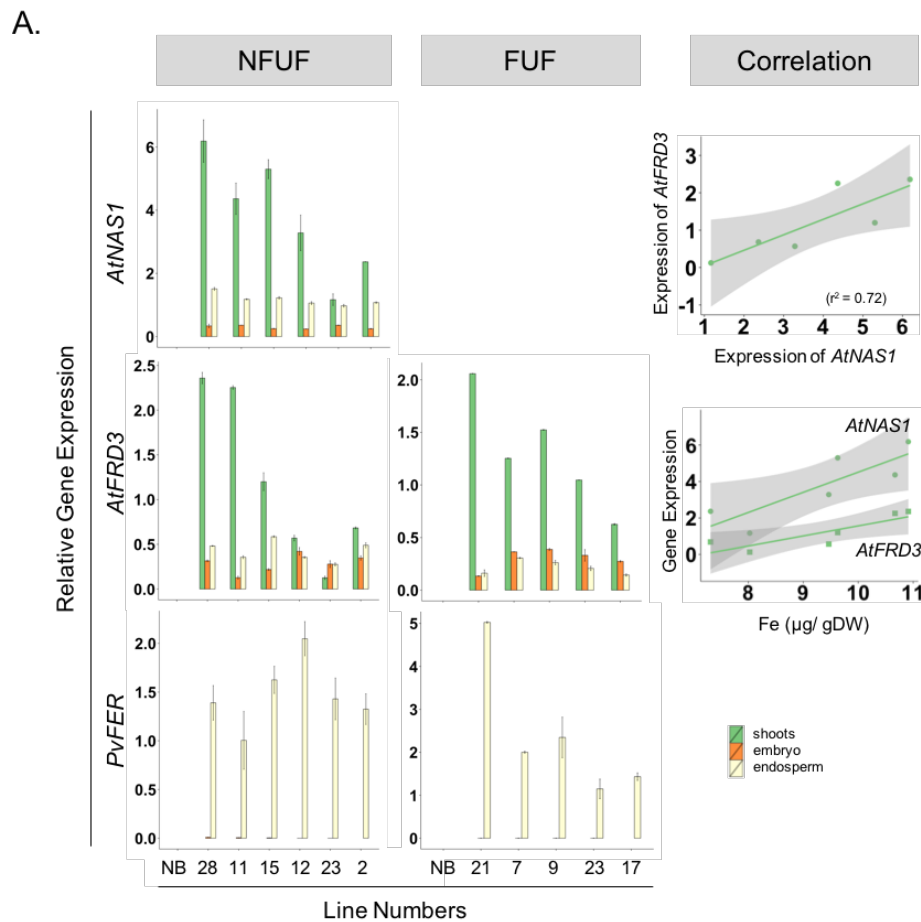 A.
NFUF
FUF
Correlation
Relative Gene Expression
AtNAS1
6
4
2
0
Expression of AtFRD3
3
2
1
0
-1
(r² = 0.72)
1 2 3 4 5 6
Expression of AtNAS1
AtFRD3
2.5
2.0
1.5
1.0
0.5
0.0
2.0
1.5
1.0
0.5
0.0
Gene Expression
6
4
2
0
AtNAS1
AtFRD3
8 9 10 11
Fe (µg/ gDW)
PvFER
2.0
1.5
1.0
0.5
0.0
5
4
3
2
1
0
shoots
embryo
endosperm
NB 28 11 15 12 23 2
NB 21 7 9 23 17
Line Numbers